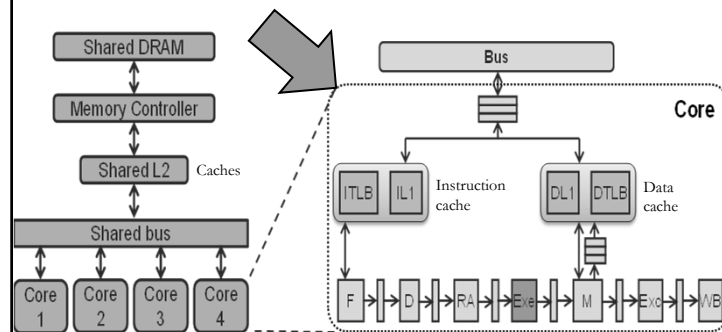 Shared DRAM
Memory Controller
Shared L2
Caches
Shared bus
Core
1
Core
2
Core
3
Core
4
Bus
Core
ITLB
IL1
Instruction
cache
DL1
DTLB
Data
cache
F
D
RA
Exe
M
Exc
WB